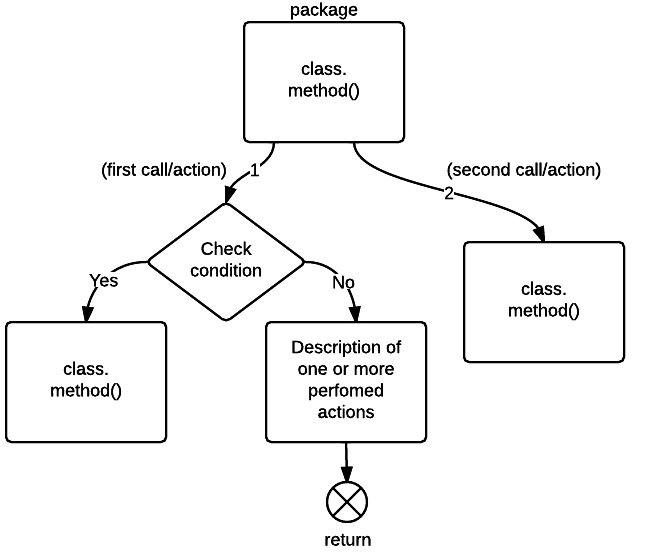 package
class.
method()
(first call/action)
1
(second call/action)
2
Check
condition
Yes
No
class.
method()
class.
method()
Description of
one or more
perfomed
actions
return